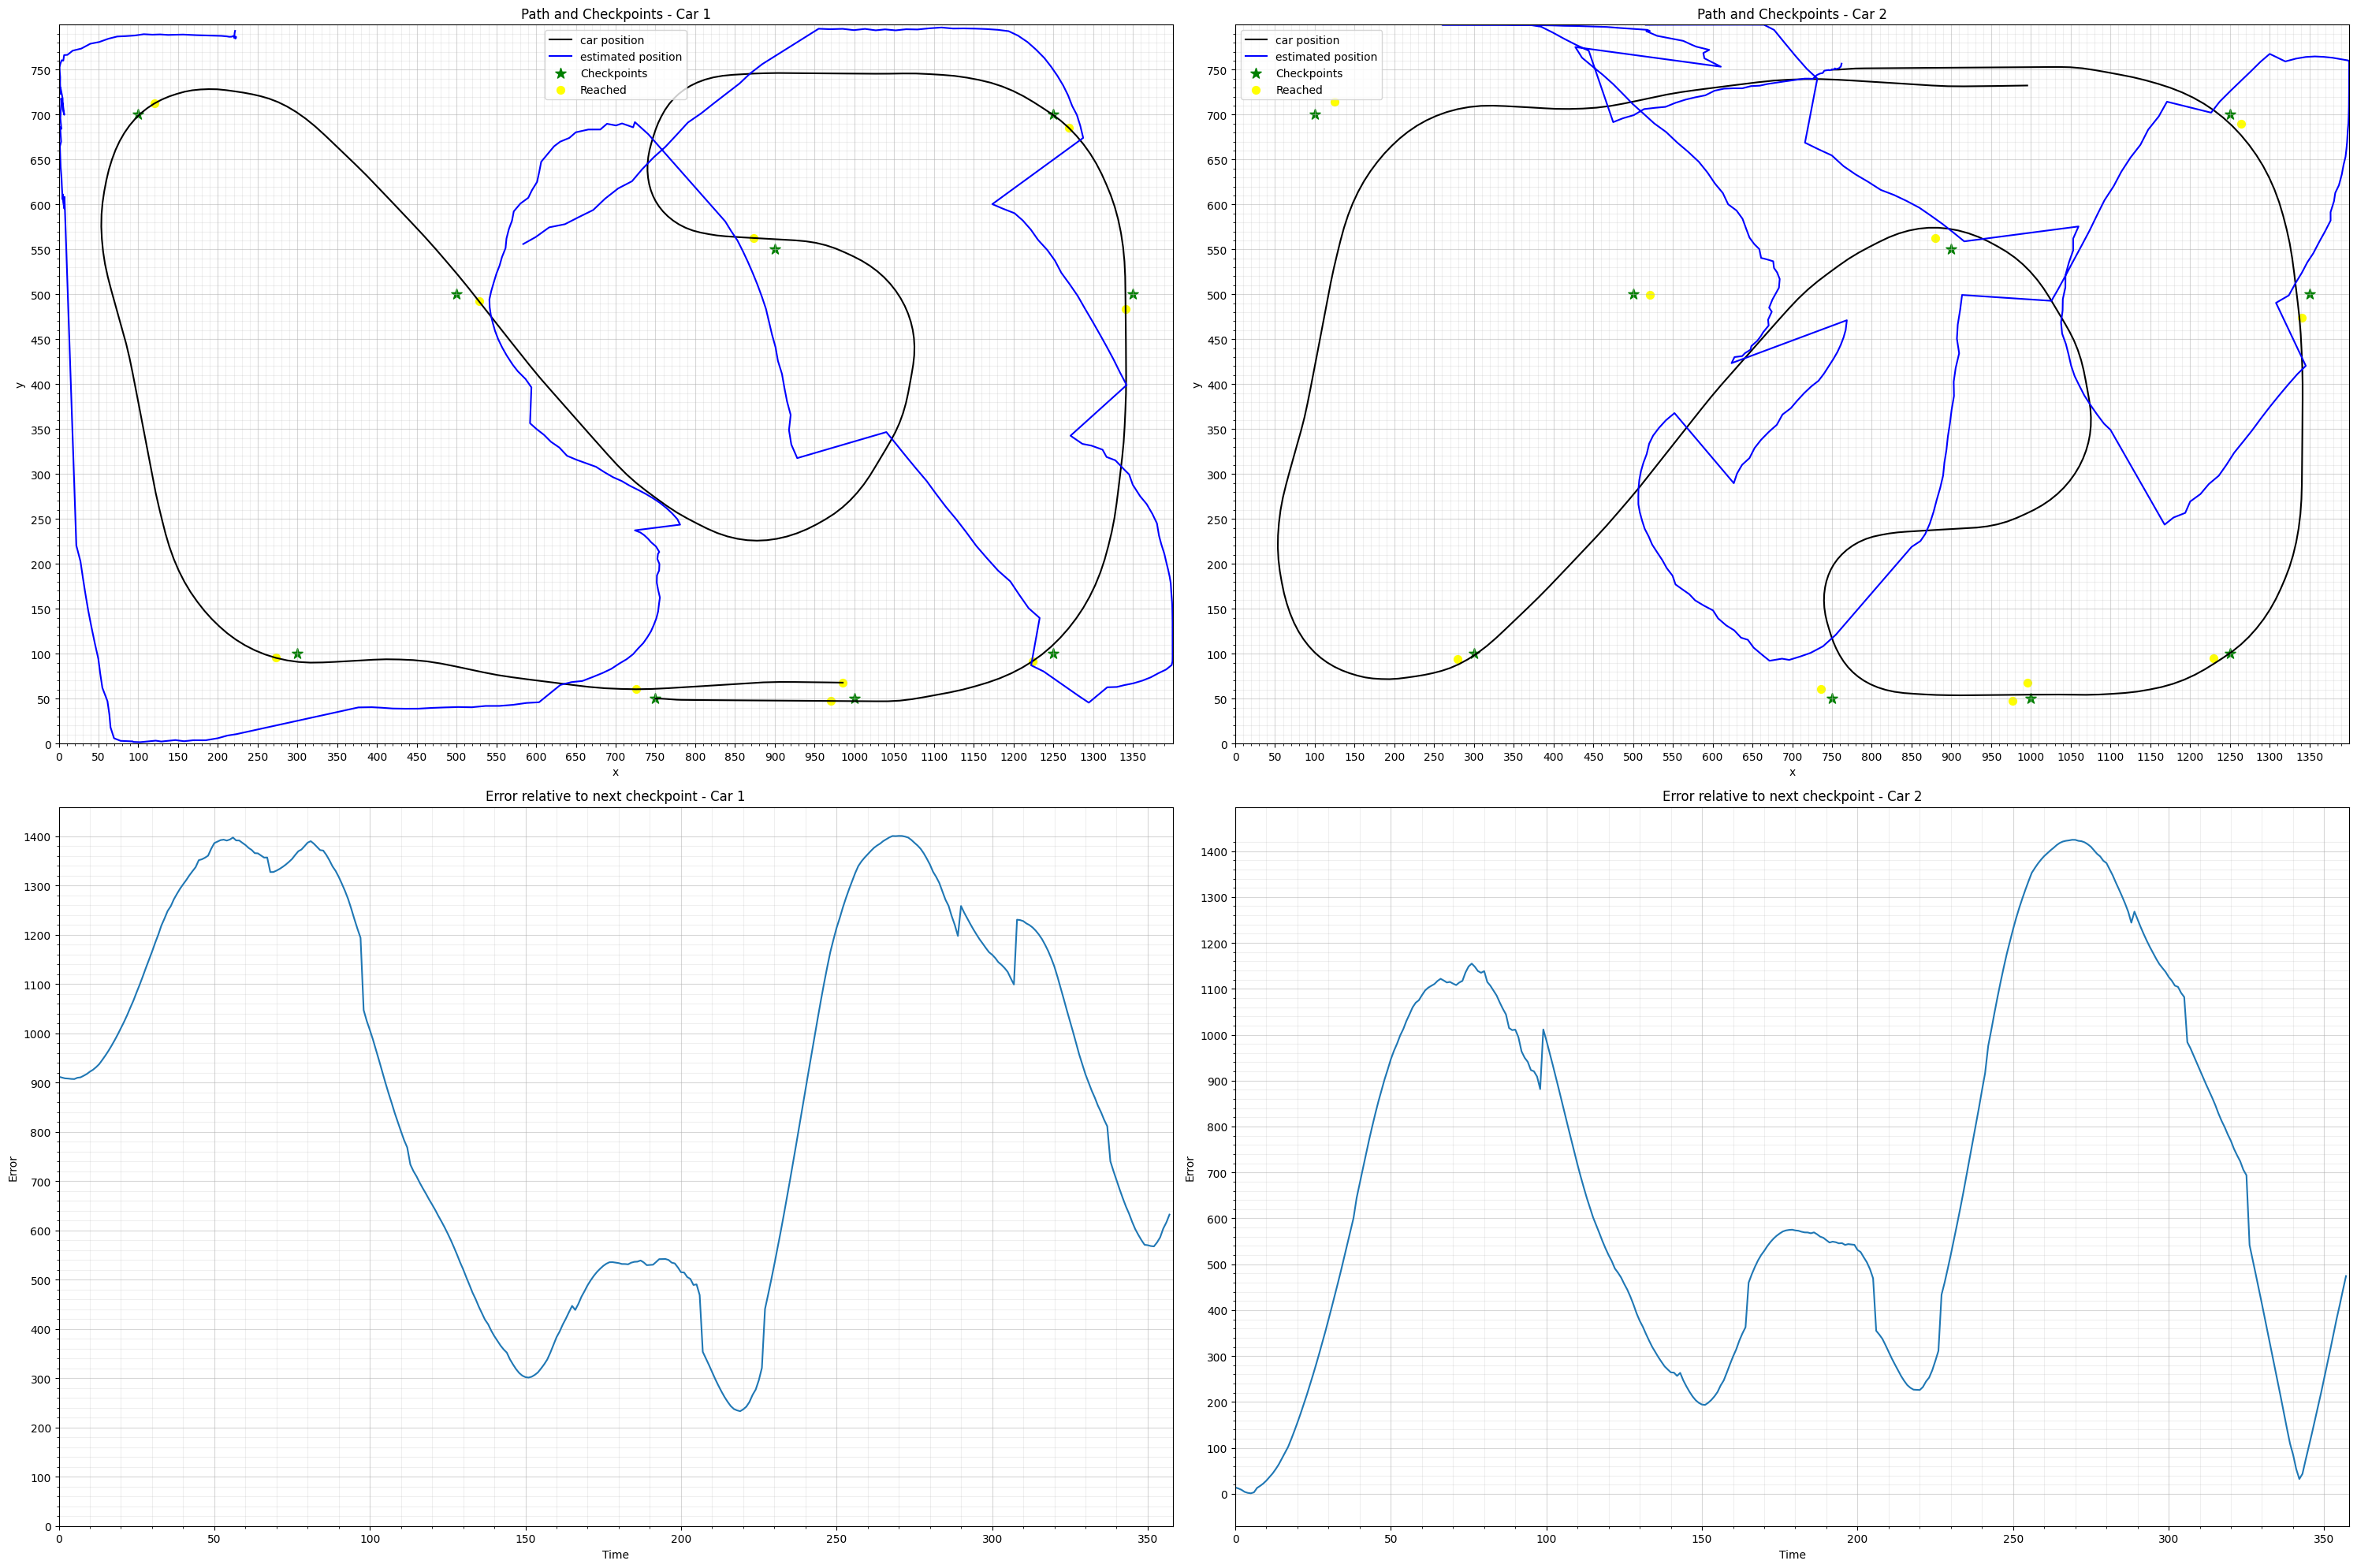 Path and Checkpoints - Car 1
car position
estimated position
Checkpoints
Reached
y
750
700
650
600
550
500
450
400
350
300
250
200
150
100
50
0
0 50 100 150 200 250 300 350 400 450 500 550 600 650 700 750 800 850 900 950 1000 1050 1100 1150 1200 1250 1300 1350
x
Path and Checkpoints - Car 2
car position
estimated position
Checkpoints
Reached
y
750
700
650
600
550
500
450
400
350
300
250
200
150
100
50
0
0 50 100 150 200 250 300 350 400 450 500 550 600 650 700 750 800 850 900 950 1000 1050 1100 1150 1200 1250 1300 1350
x
Error relative to next checkpoint - Car 1
Error
1400
1300
1200
1100
1000
900
800
700
600
500
400
300
200
100
0
0 50 100 150 200 250 300 350
Time
Error relative to next checkpoint - Car 2
Error
1400
1300
1200
1100
1000
900
800
700
600
500
400
300
200
100
0
0 50 100 150 200 250 300 350
Time